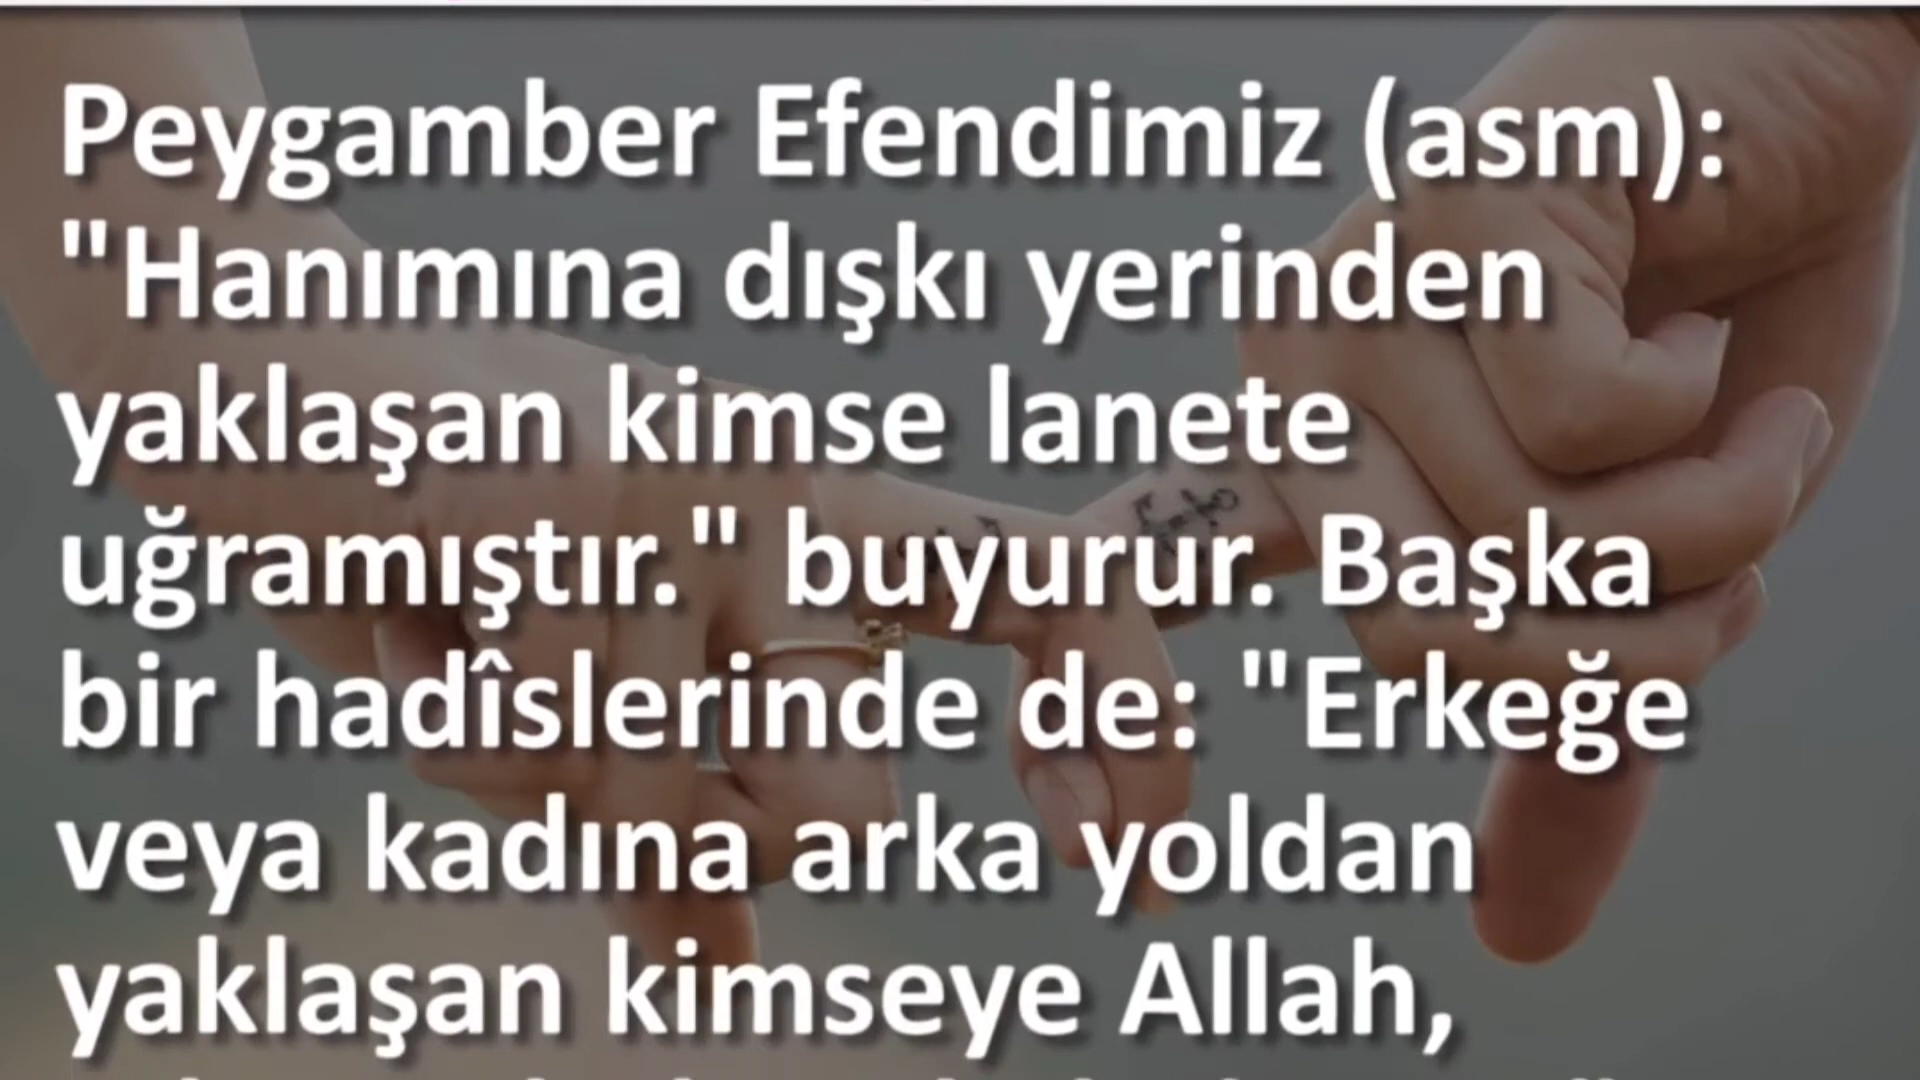 Peygamber Efendimiz (asm):
"Hanımına dışkı yerinden
yaklaşan kimse lanete
uğramıştır." buyurur. Başka
bir hadîslerinde de: "Erkeğe
veya kadına arka yoldan
yaklaşan kimseye Allah,